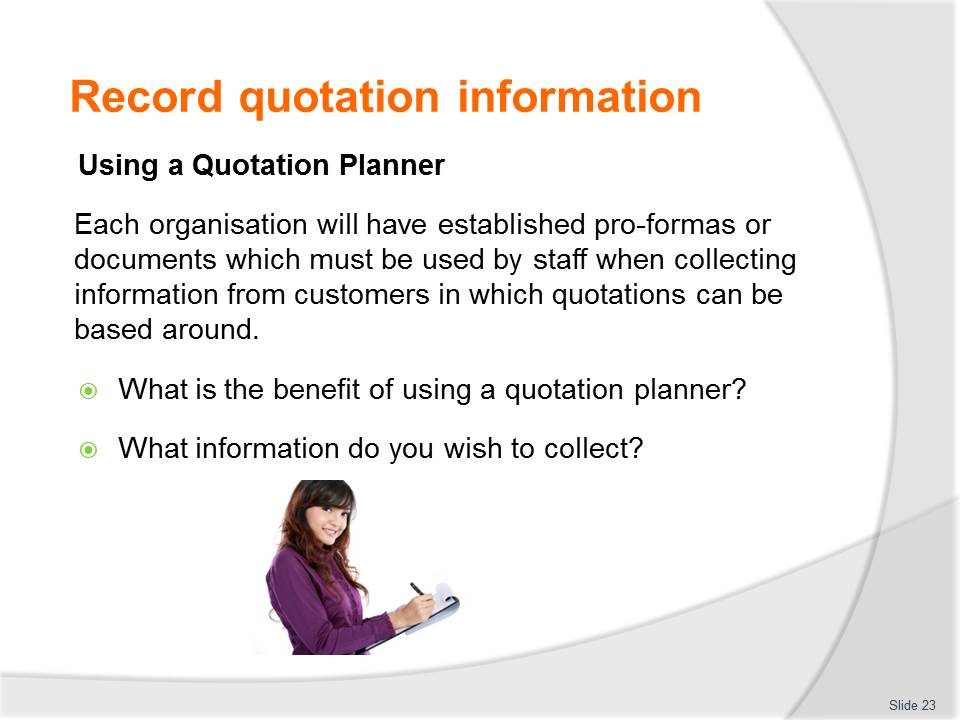 Record quotation information
Using a Quotation Planner
Each organisation will have established pro-formas or
documents which must be used by staff when collecting
information from customers in which quotations can be
based around.
What is the benefit of using a quotation planner?
What information do you wish to collect?
Slide 23